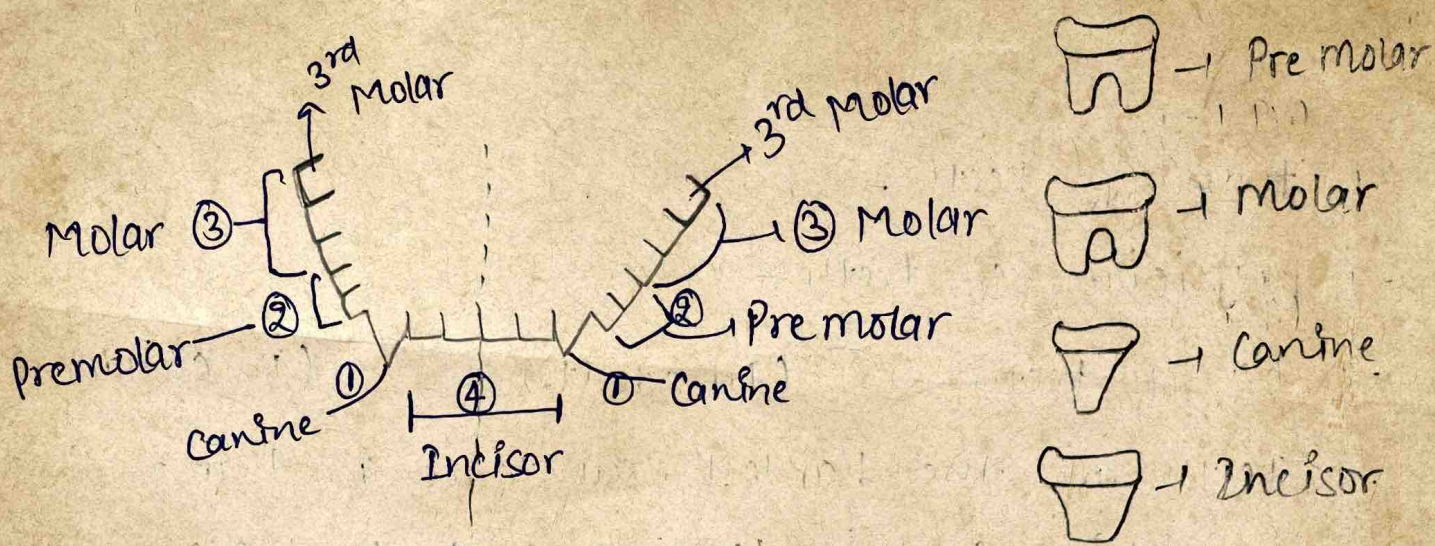 3rd Molar
3rd Molar
Molar ③
③ Molar
Premolar ②
② Premolar
① Canine
① Canine
④
Incisor
Pre Molar
Molar
Canine
Incisor